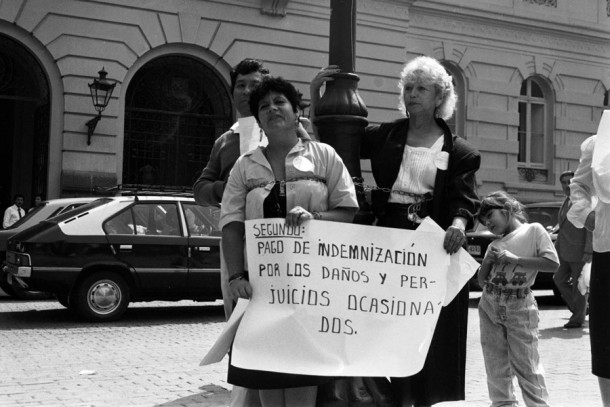 SEGUNDO:
PAGO DE iNDEMNIZACIÓN
POR LOS DAÑOS Y PER-
JUICIOS OCASIONA
DOS.